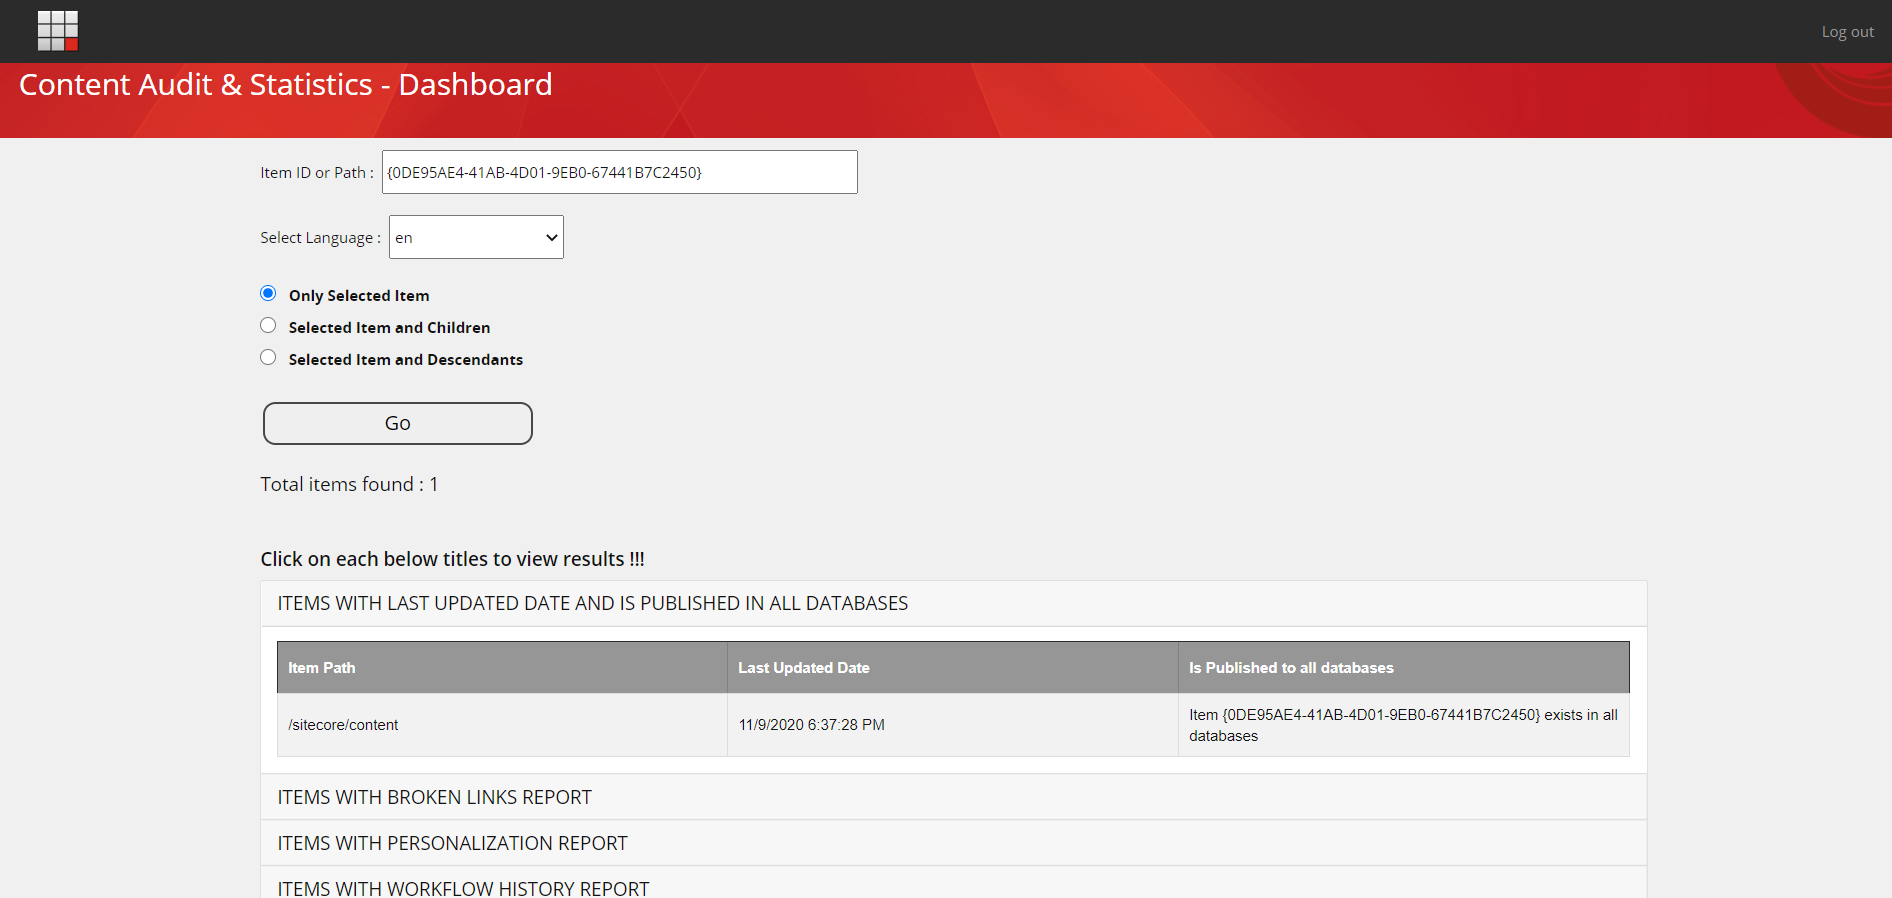 Log out
Content Audit & Statistics - Dashboard
Item ID or Path :
{0DE95AE4-41AB-4D01-9EB0-67441B7C2450}
Select Language :
en
Only Selected Item
Selected Item and Children
Selected Item and Descendants
Go
Total items found : 1
Click on each below titles to view results !!!
ITEMS WITH LAST UPDATED DATE AND IS PUBLISHED IN ALL DATABASES
Item Path
Last Updated Date
Is Published to all databases
/sitecore/content
11/9/2020 6:37:28 PM
Item {0DE95AE4-41AB-4D01-9EB0-67441B7C2450} exists in all
databases
ITEMS WITH BROKEN LINKS REPORT
ITEMS WITH PERSONALIZATION REPORT
ITEMS WITH WORKFLOW HISTORY REPORT